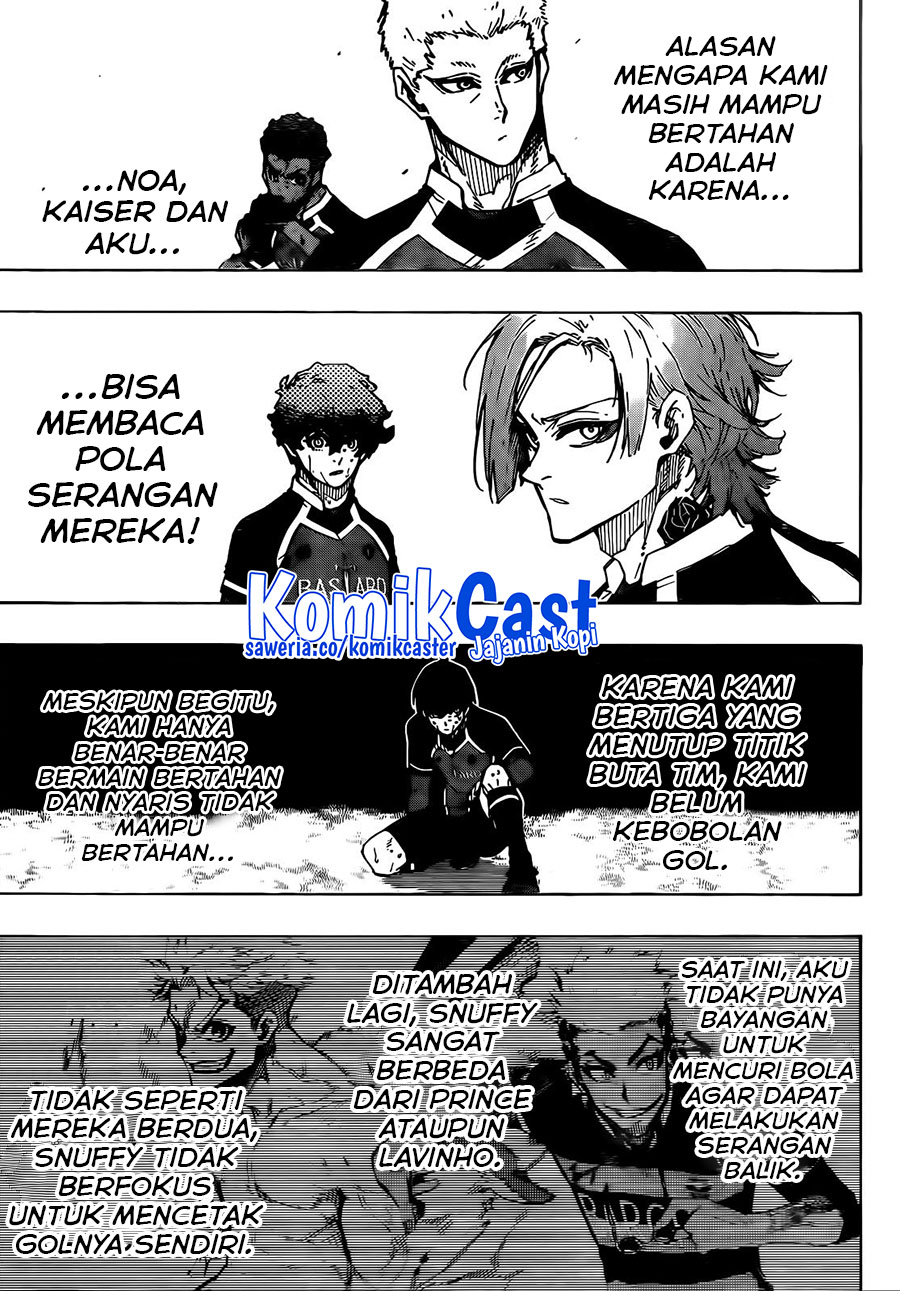 ALASAN
MENGAPA KAMI
MASIH MAMPU
BERTAHAN
ADALAH
KARENA...
...NOA,
KAISER DAN
AKU...
...BISA
MEMBACA
POLA
SERANGAN
MEREKA!
BASTARD
KomikCast
saweria.co/komikcaster
Jajanin Kopi
KARENA KAMI
BERTIGA YANG
MENUTUP TITIK
BUTA TIM, KAMI
BELUM
KEBOBOLAN
GOL.
MESKIPUN BEGITU,
KAMI HANYA
BENAR-BENAR
BERMAIN BERTAHAN
DAN NYARIS TIDAK
MAMPU
BERTAHAN...
SAAT INI, AKU
TIDAK PUNYA
BAYANGAN
UNTUK
MENCURI BOLA
AGAR DAPAT
MELAKUKAN
SERANGAN
BALIK.
DITAMBAH
LAGI, SNUFFY
SANGAT
BERBEDA
DARI PRINCE
ATAUPUN
LAVINHO.
TIDAK SEPERTI
MEREKA BERDUA,
SNUFFY TIDAK
BERFOKUS
UNTUK MENCETAK
GOLNYA SENDIRI.